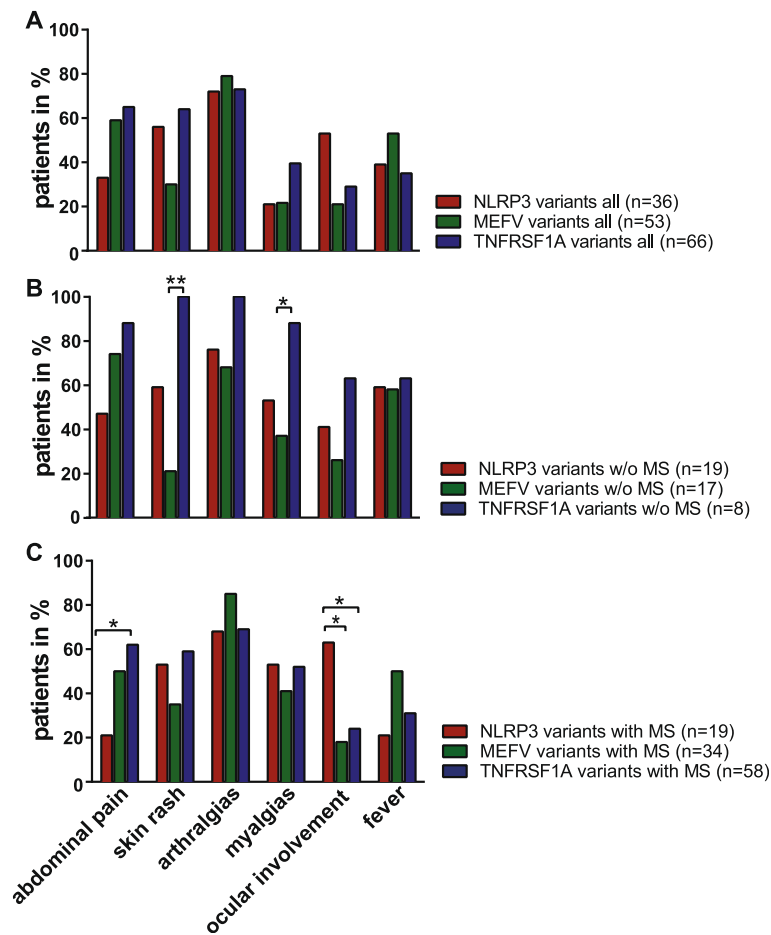 A
patients in %
100
80
60
40
20
0
NLRP3 variants all (n=36)
MEFV variants all (n=53)
TNFRSF1A variants all (n=66)
B
patients in %
100
80
60
40
20
0
**
*
NLRP3 variants w/o MS (n=19)
MEFV variants w/o MS (n=17)
TNFRSF1A variants w/o MS (n=8)
C
patients in %
100
80
60
40
20
0
*
*
*
NLRP3 variants with MS (n=19)
MEFV variants with MS (n=34)
TNFRSF1A variants with MS (n=58)
abdominal pain
skin rash
arthralgias
myalgias
ocular involvement
fever